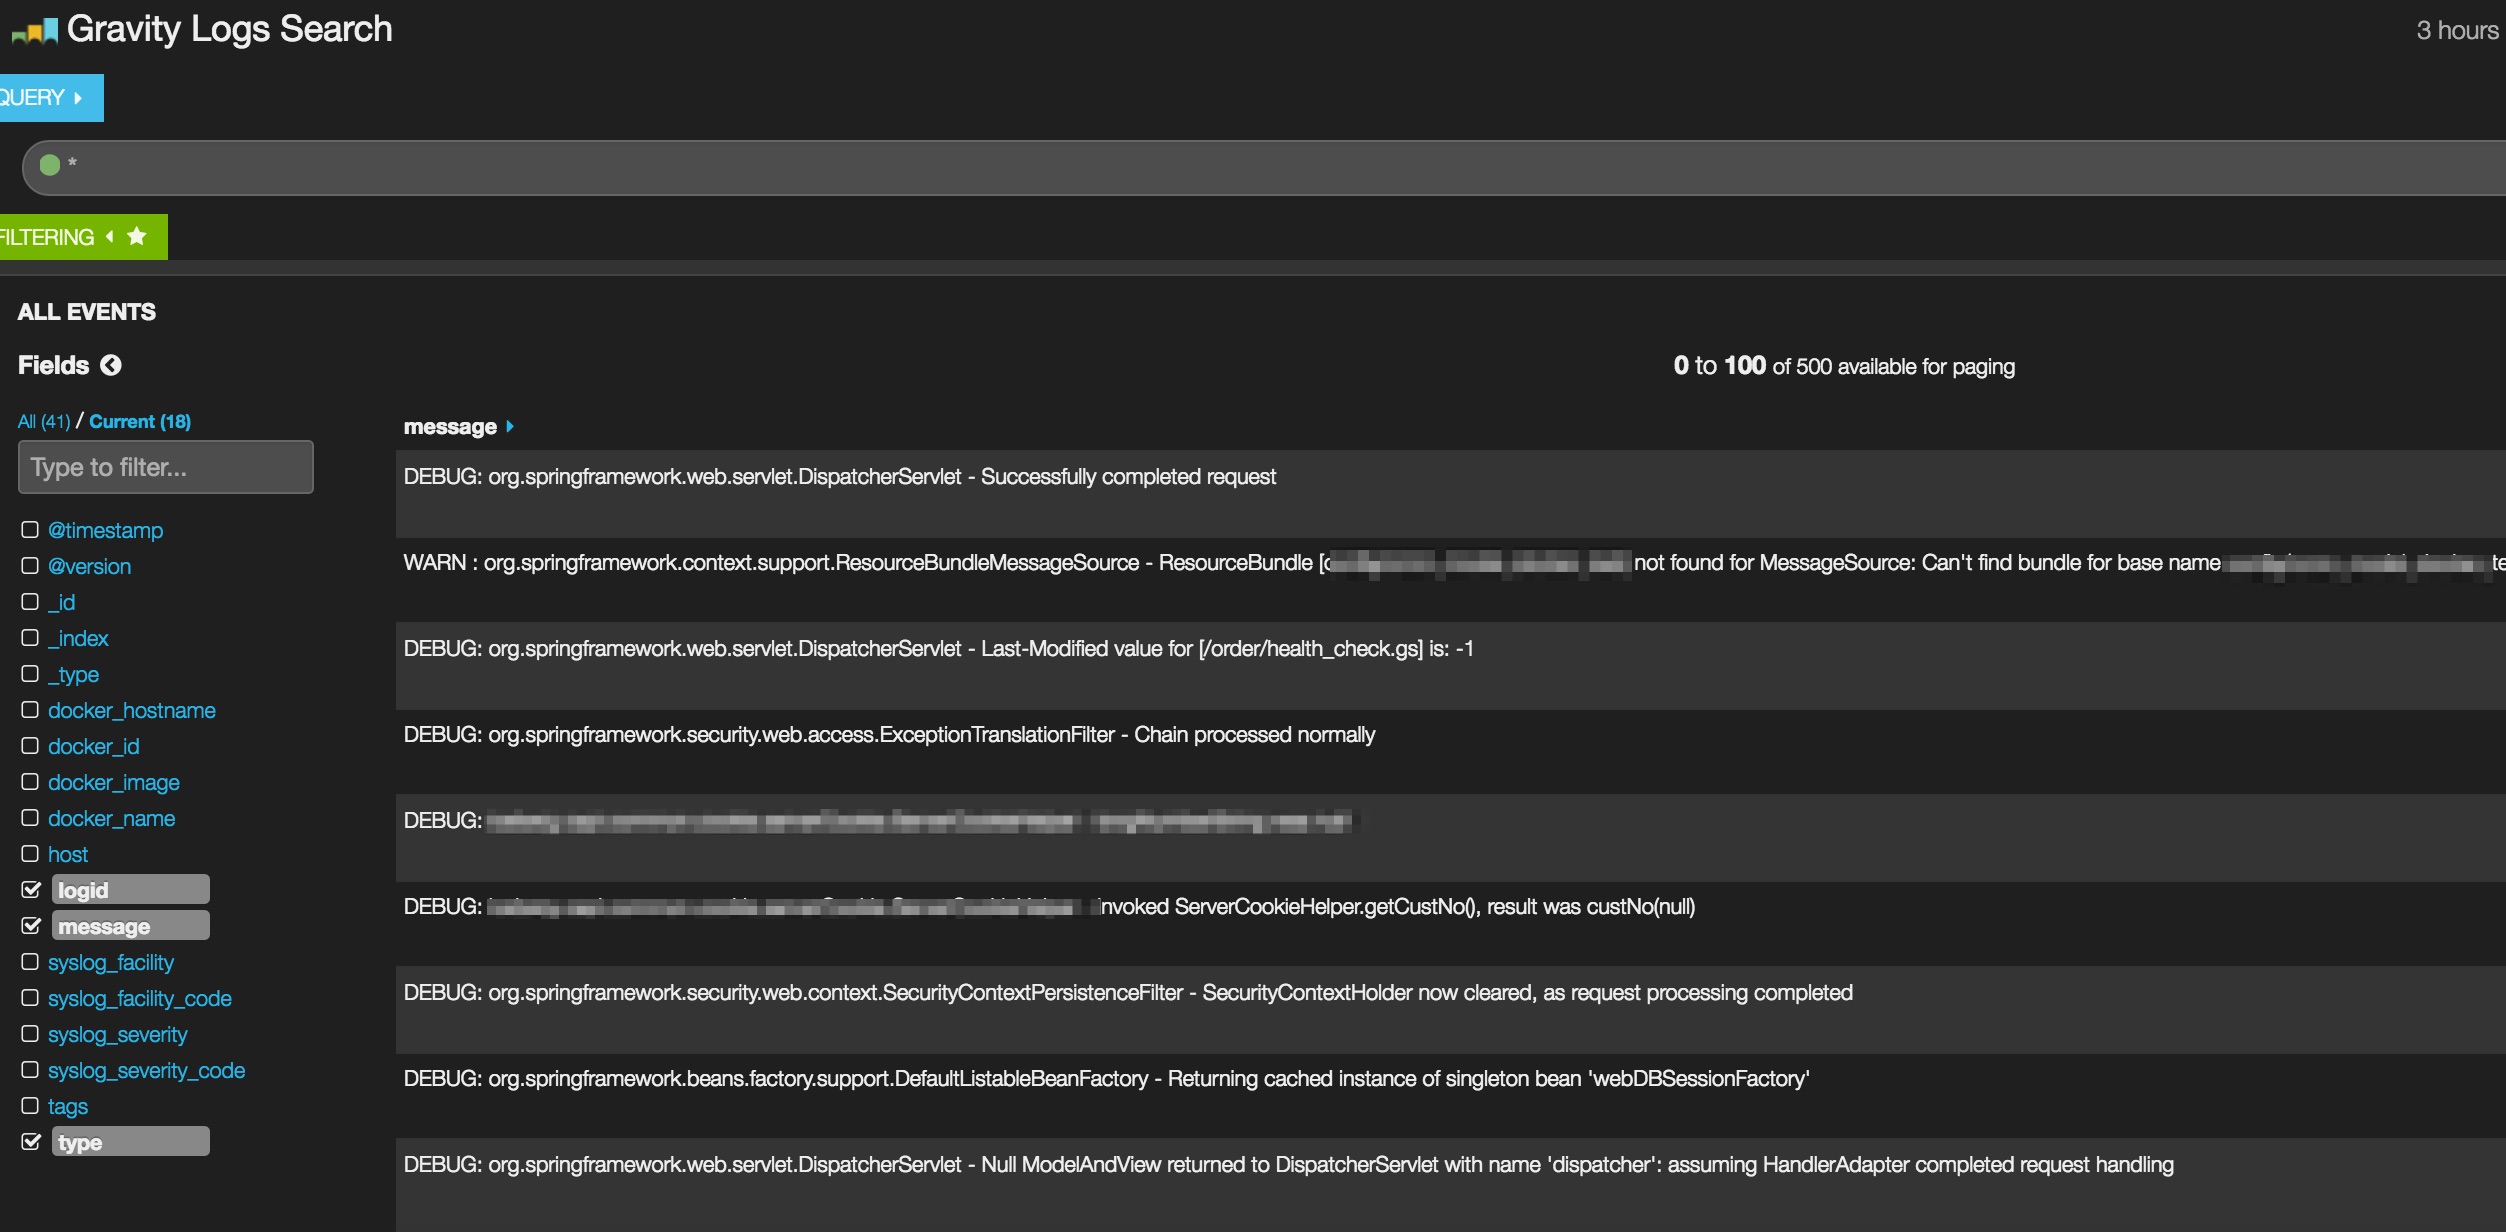 Gravity Logs Search
3 hours
QUERY
*
FILTERING
ALL EVENTS
Fields
0 to 100 of 500 available for paging
All (41) / Current (18)
Type to filter...
@timestamp
@version
_id
_index
_type
docker_hostname
docker_id
docker_image
docker_name
host
logid
message
syslog_facility
syslog_facility_code
syslog_severity
syslog_severity_code
tags
type
message
DEBUG: org.springframework.web.servlet.DispatcherServlet - Successfully completed request
WARN : org.springframework.context.support.ResourceBundleMessageSource - ResourceBundle [ not found for MessageSource: Can't find bundle for base name
DEBUG: org.springframework.web.servlet.DispatcherServlet - Last-Modified value for [/order/health_check.gs] is: -1
DEBUG: org.springframework.security.web.access.ExceptionTranslationFilter - Chain processed normally
DEBUG:
DEBUG: invoked ServerCookieHelper.getCustNo(), result was custNo(null)
DEBUG: org.springframework.security.web.context.SecurityContextPersistenceFilter - SecurityContextHolder now cleared, as request processing completed
DEBUG: org.springframework.beans.factory.support.DefaultListableBeanFactory - Returning cached instance of singleton bean 'webDBSessionFactory'
DEBUG: org.springframework.web.servlet.DispatcherServlet - Null ModelAndView returned to DispatcherServlet with name 'dispatcher': assuming HandlerAdapter completed request handling